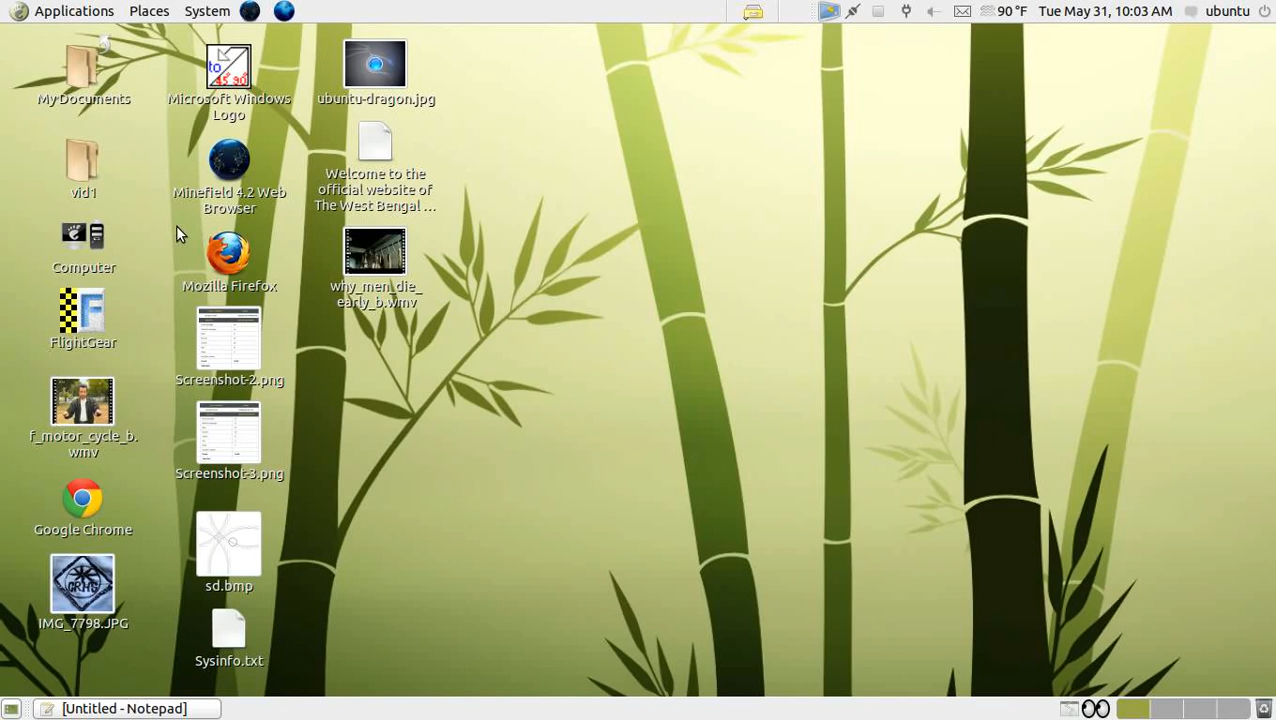 Applications Places System
90 °F Tue May 31, 10:03 AM ubuntu
My Documents
vid1
Computer
FlightGear
f_motor_cycle_b.
wmv
Google Chrome
IMG_7798.JPG
to
Microsoft Windows
Logo
Minefield 4.2 Web
Browser
Mozilla Firefox
Screenshot-2.png
Screenshot-3.png
sd.bmp
Sysinfo.txt
ubuntu-dragon.jpg
Welcome to the
official website of
The West Bengal ...
why_men_die_
early_b.wmv
[Untitled - Notepad]